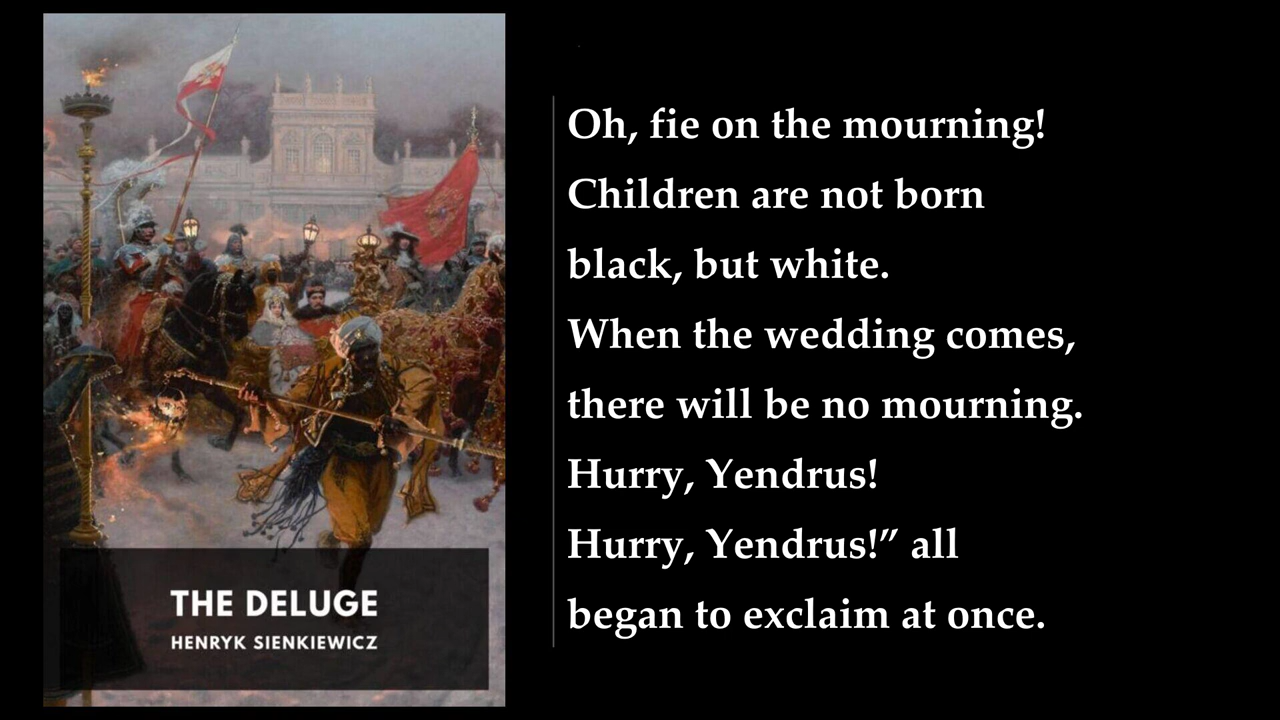 THE DELUGE
HENRYK SIENKIEWICZ
Oh, fie on the mourning!
Children are not born
black, but white.
When the wedding comes,
there will be no mourning.
Hurry, Yendrus!
Hurry, Yendrus!” all
began to exclaim at once.